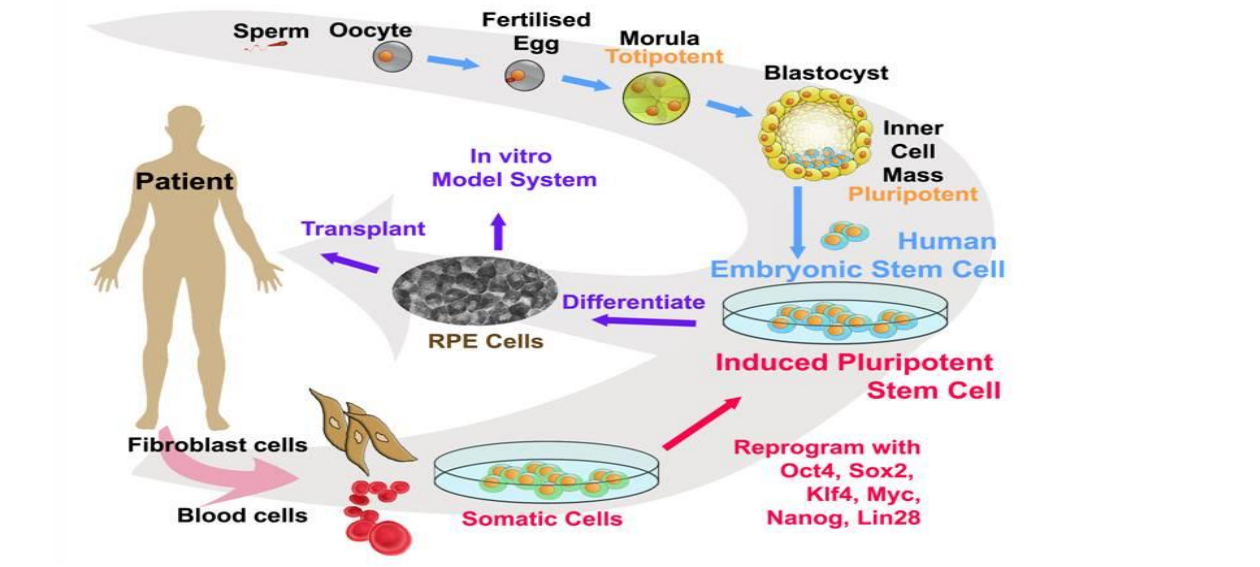 Sperm
Oocyte
Fertilised
Egg
Morula
Totipotent
Blastocyst
Inner
Cell
Mass
Pluripotent
Human
Embryonic Stem Cell
In vitro
Model System
Patient
Transplant
Differentiate
RPE Cells
Induced Pluripotent
Stem Cell
Fibroblast cells
Blood cells
Somatic Cells
Reprogram with
Oct4, Sox2,
Klf4, Myc,
Nanog, Lin28